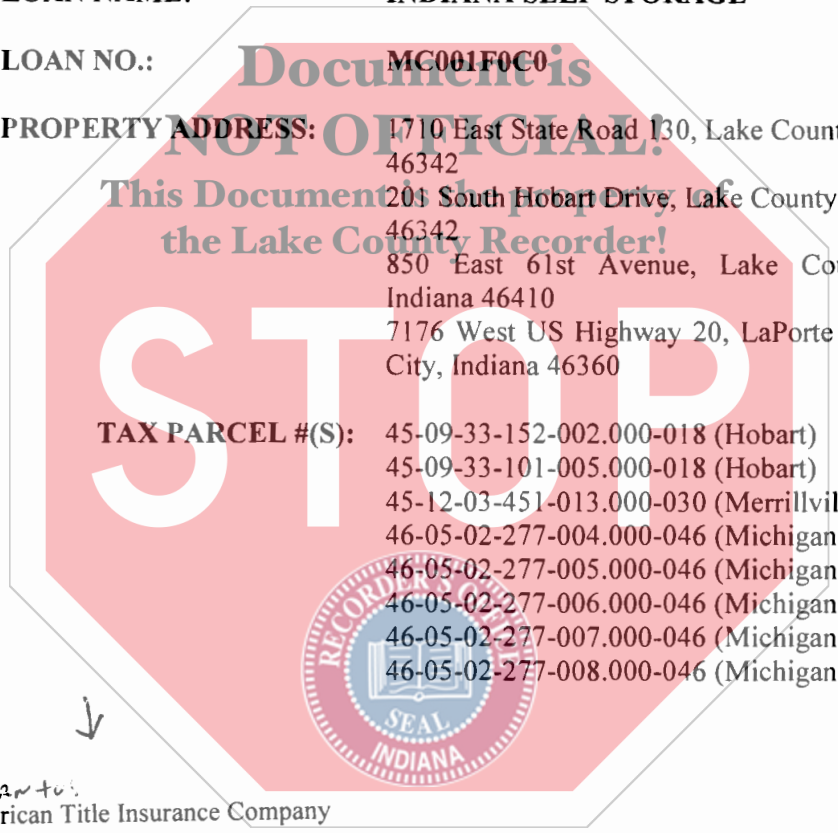 LOAN NAME: INDIANA SELF STORAGE
LOAN NO.: MC001F0C0
Document is
PROPERTY ADDRESS: 1710 East State Road 130, Lake Count
NOT OFFICIAL!
46342
This Document is the property of
201 South Hobart Drive, Lake County
46342
the Lake County Recorder!
850 East 61st Avenue, Lake Cou
Indiana 46410
7176 West US Highway 20, LaPorte
City, Indiana 46360
STOP
TAX PARCEL #(S): 45-09-33-152-002.000-018 (Hobart)
45-09-33-101-005.000-018 (Hobart)
45-12-03-451-013.000-030 (Merrillvil
46-05-02-277-004.000-046 (Michigan
46-05-02-277-005.000-046 (Michigan
46-05-02-277-006.000-046 (Michigan
46-05-02-277-007.000-046 (Michigan
46-05-02-277-008.000-046 (Michigan
RECORDER'S OFFICE
SEAL
INDIANA
rican Title Insurance Company